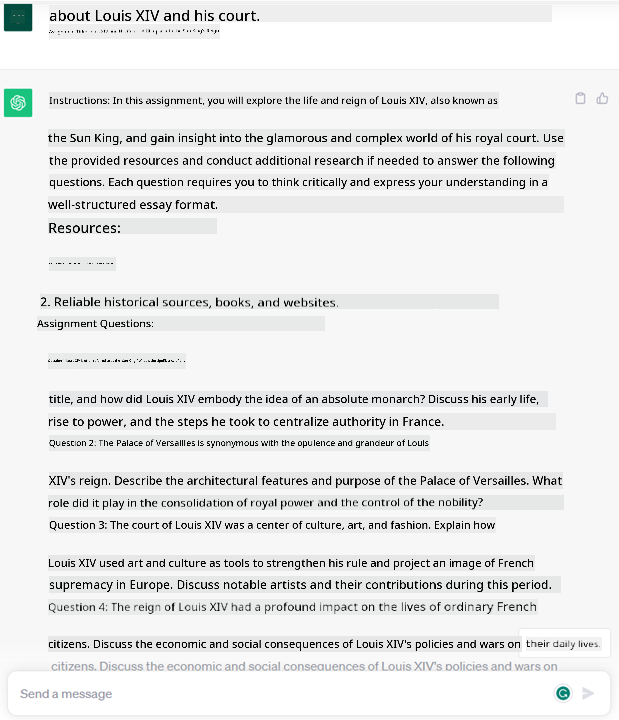 about Louis XIV and his court.
Instructions: In this assignment, you will explore the life and reign of Louis XIV, also known as
the Sun King, and gain insight into the glamorous and complex world of his royal court. Use
the provided resources and conduct additional research if needed to answer the following
questions. Each question requires you to think critically and express your understanding in a
well-structured essay format.
Resources:
2. Reliable historical sources, books, and websites.
Assignment Questions:
title, and how did Louis XIV embody the idea of an absolute monarch? Discuss his early life,
rise to power, and the steps he took to centralize authority in France.
Question 2: The Palace of Versailles is synonymous with the opulence and grandeur of Louis
XIV's reign. Describe the architectural features and purpose of the Palace of Versailles. What
role did it play in the consolidation of royal power and the control of the nobility?
Question 3: The court of Louis XIV was a center of culture, art, and fashion. Explain how
Louis XIV used art and culture as tools to strengthen his rule and project an image of French
supremacy in Europe. Discuss notable artists and their contributions during this period.
Question 4: The reign of Louis XIV had a profound impact on the lives of ordinary French
citizens. Discuss the economic and social consequences of Louis XIV's policies and wars on their daily lives.
citizens. Discuss the economic and social consequences of Louis XIV's policies and wars on
Send a message